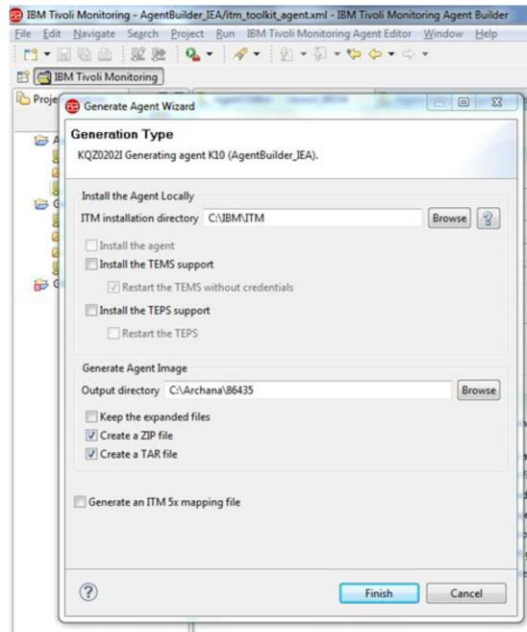 IBM Tivoli Monitoring - AgentBuilder_IEA/itm_toolkit_agent.xml - IBM Tivoli Monitoring Agent Builder
File Edit Navigate Search Project Run IBM Tivoli Monitoring Agent Editor Window Help
IBM Tivoli Monitoring
Proje
Generate Agent Wizard
Generation Type
KQZ0202I Generating agent K10 (AgentBuilder_IEA).
Install the Agent Locally
ITM installation directory C:\IBM\ITM Browse
Install the agent
Install the TEMS support
Restart the TEMS without credentials
Install the TEPS support
Restart the TEPS
Generate Agent Image
Output directory C:\Archana\86435 Browse
Keep the expanded files
Create a ZIP file
Create a TAR file
Generate an ITM 5x mapping file
Finish Cancel